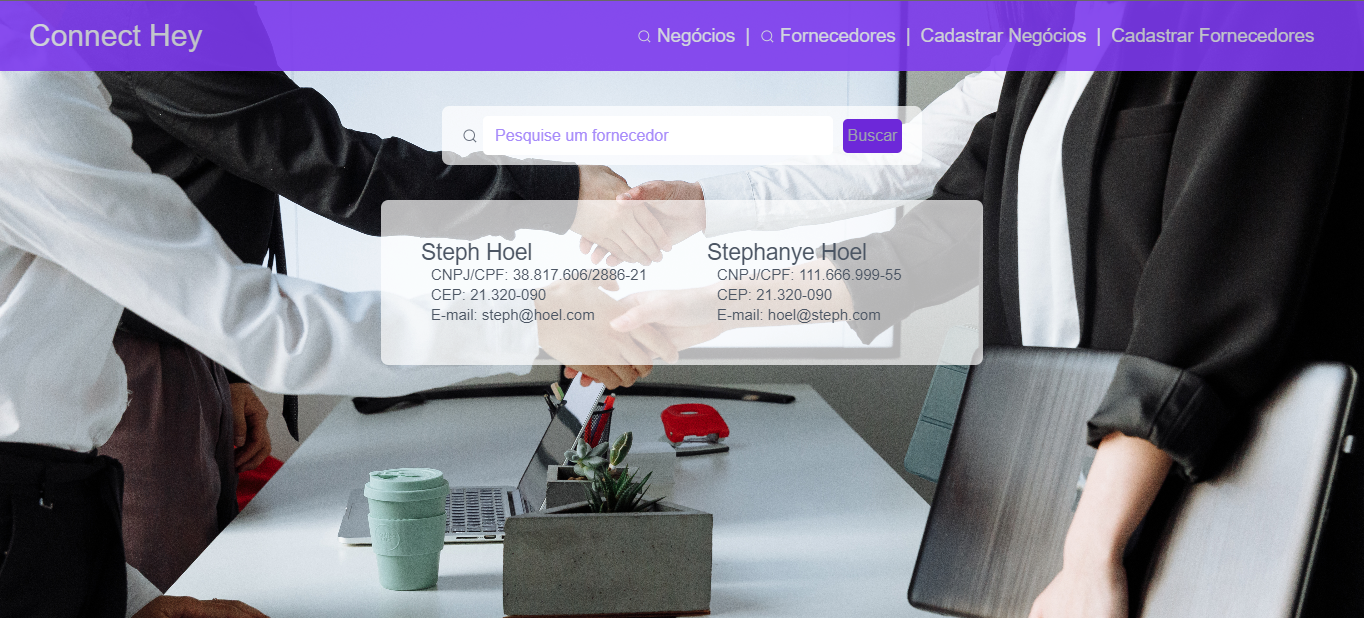 Connect Hey
Negócios | Fornecedores | Cadastrar Negócios | Cadastrar Fornecedores
Pesquise um fornecedor Buscar
Steph Hoel
CNPJ/CPF: 38.817.606/2886-21
CEP: 21.320-090
E-mail: steph@hoel.com
Stephanye Hoel
CNPJ/CPF: 111.666.999-55
CEP: 21.320-090
E-mail: hoel@steph.com